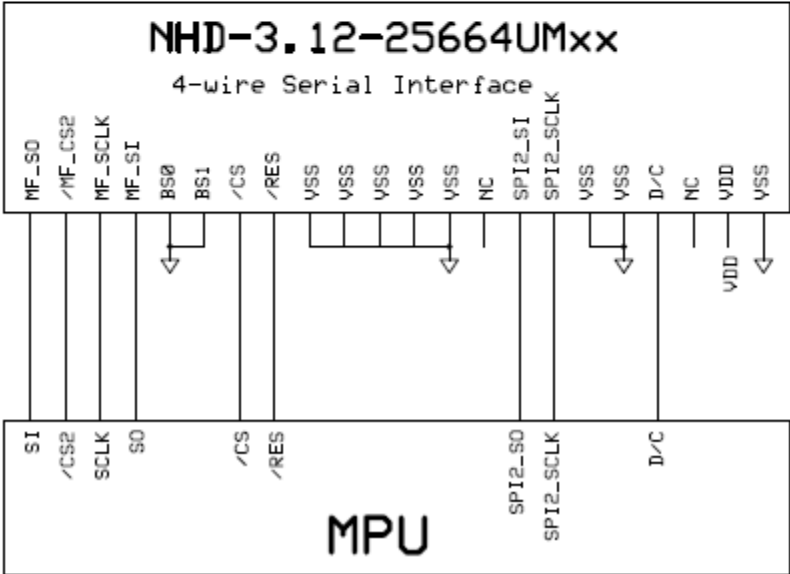 NHD-3.12-25664UMxx
4-wire Serial Interface
MF_SO
/MF_CS2
MF_SCLK
MF_SI
BS0
BS1
/CS
/RES
VSS
VSS
VSS
VSS
VSS
NC
SPI2_SI
SPI2_SCLK
VSS
VSS
D/C
NC
VDD
VSS
VDD
SI
/CS2
SCLK
SO
/CS
/RES
SPI2_SO
SPI2_SCLK
D/C
MPU